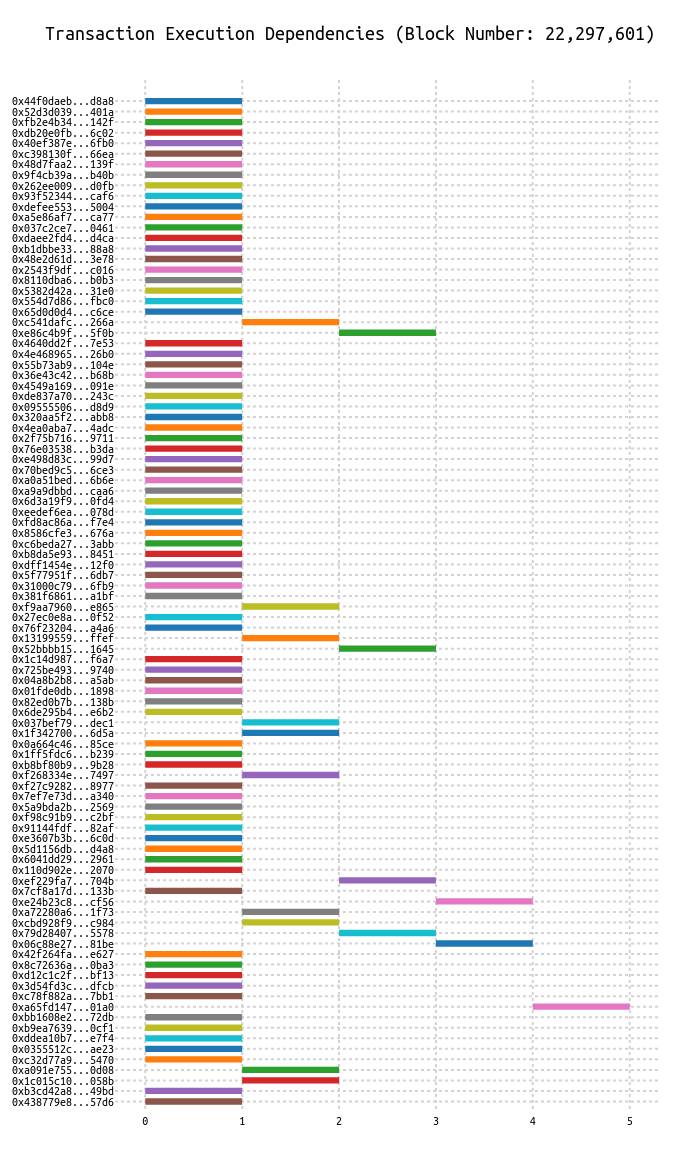 Transaction Execution Dependencies (Block Number: 22,297,601)
0x44f0daeb...d8a8
0x52d3d039...401a
0xfb2e4b34...142f
0xdb20e0fb...6c02
0x40ef387e...6fb0
0xc398130f...66ea
0x48d7faa2...139f
0x9f4cb39a...b40b
0x262ee009...d0fb
0x93f52344...caf6
0xdefee553...5004
0xa5e86af7...ca77
0x037c2ce7...0461
0xdaee2fd4...d4ca
0xb1dbbe33...88a8
0x48e2d61d...3e78
0x2543f9df...c016
0x8110dba6...b0b3
0x5382d42a...31e0
0x554d7d86...fbc0
0x65d0d0d4...c6ce
0xc541dafc...266a
0xe86c4b9f...5f0b
0x4640dd2f...7e53
0x4e468965...26b0
0x55b73ab9...104e
0x36e43c42...b68b
0x4549a169...091e
0xde837a70...243c
0x09555506...d8d9
0x320aa5f2...abb8
0x4ea0aba7...4adc
0x2f75b716...9711
0x76e03538...b3da
0xe498d83c...99d7
0x70bed9c5...6ce3
0xa0a51bed...6b6e
0xa9a9dbbd...caa6
0x6d3a19f9...0fd4
0xeedef6ea...078d
0xfd8ac86a...f7e4
0x8586cfe3...676a
0xc6beda27...3abb
0xb8da5e93...8451
0xdff1454e...12f0
0x5f77951f...6db7
0x31000c79...6fb9
0x381f6861...a1bf
0xf9aa7960...e865
0x27ec0e8a...0f52
0x76f23204...a4a6
0x13199559...ffef
0x52bbbb15...1645
0x1c14d987...f6a7
0x725be493...9740
0x04a8b2b8...a5ab
0x01fde0db...1898
0x82ed0b7b...138b
0x6de295b4...e6b2
0x037bef79...dec1
0x1f342700...6d5a
0x0a664c46...85ce
0x1ff5fdc6...b239
0xb8bf80b9...9b28
0xf268334e...7497
0xf27c9282...8977
0x7ef7e73d...a340
0x5a9bda2b...2569
0xf98c91b9...c2bf
0x91144fdf...82af
0xe3607b3b...6c0d
0x5d1156db...d4a8
0x6041dd29...2961
0x110d902e...2070
0xef229fa7...704b
0x7cf8a17d...133b
0xe24b23c8...cf56
0xa72280a6...1f73
0xcbd928f9...c984
0x79d28407...5578
0x06c88e27...81be
0x42f264fa...e627
0x8c72636a...0ba3
0xd12c1c2f...bf13
0x3d54fd3c...dfcb
0xc78f882a...7bb1
0xa65fd147...01a0
0xbb1608e2...72db
0xb9ea7639...0cf1
0xddea10b7...e7f4
0x0355512c...ae23
0xc32d77a9...5470
0xa091e755...0d08
0x1c015c10...058b
0xb3cd42a8...49bd
0x438779e8...57d6
0 1 2 3 4 5